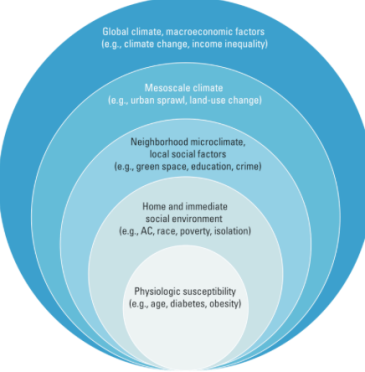 Global climate, macroeconomic factors
(e.g., climate change, income inequality)
Mesoscale climate
(e.g., urban sprawl, land-use change)
Neighborhood microclimate,
local social factors
(e.g., green space, education, crime)
Home and immediate
social environment
(e.g., AC, race, poverty, isolation)
Physiologic susceptibility
(e.g., age, diabetes, obesity)